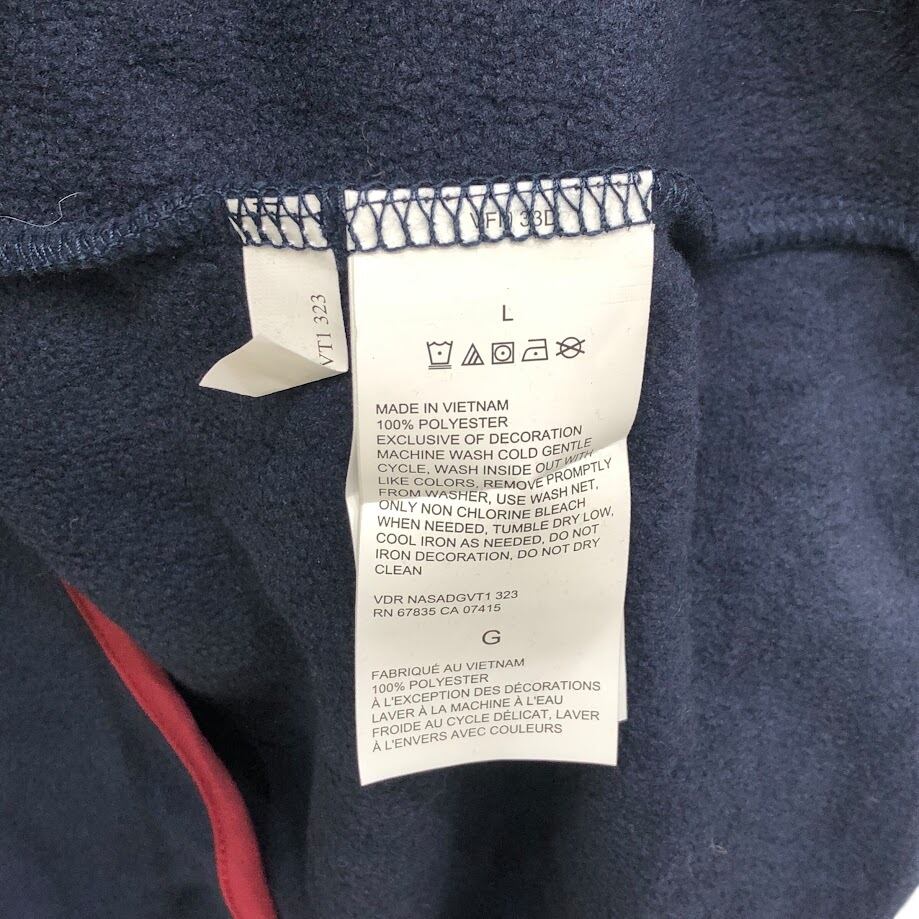 VT1 323
L
MADE IN VIETNAM
100% POLYESTER
EXCLUSIVE OF DECORATION
MACHINE WASH COLD GENTLE
CYCLE, WASH INSIDE OUT WITH
LIKE COLORS, REMOVE PROMPTLY
FROM WASHER, USE WASH NET,
ONLY NON CHLORINE BLEACH
WHEN NEEDED, TUMBLE DRY LOW,
COOL IRON AS NEEDED, DO NOT
IRON DECORATION, DO NOT DRY
CLEAN
VDR NASADGVT1 323
RN 67835 CA 07415
G
FABRIQUÉ AU VIETNAM
100% POLYESTER
À L'EXCEPTION DES DÉCORATIONS
LAVER À LA MACHINE À L'EAU
FROIDE AU CYCLE DÉLICAT, LAVER
À L'ENVERS AVEC COULEURS